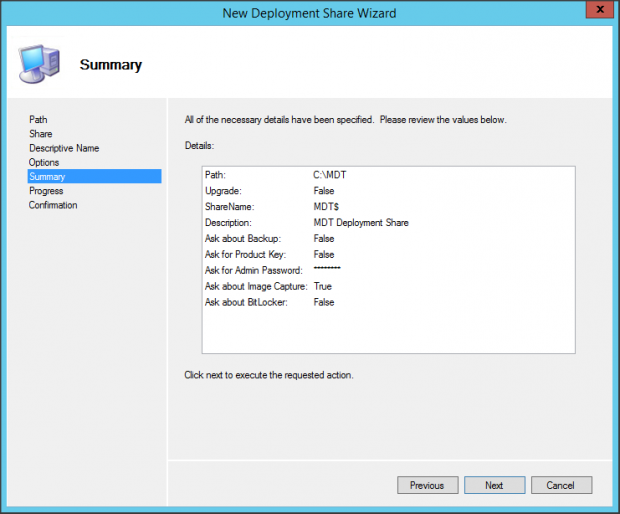 New Deployment Share Wizard
x
Summary
Path
Share
Descriptive Name
Options
Summary
Progress
Confirmation
All of the necessary details have been specified.  Please review the values below.
Details:
Path: C:\MDT
Upgrade: False
ShareName: MDT$
Description: MDT Deployment Share
Ask about Backup: False
Ask for Product Key: False
Ask for Admin Password: ********
Ask about Image Capture: True
Ask about BitLocker: False
Click next to execute the requested action.
Previous Next Cancel